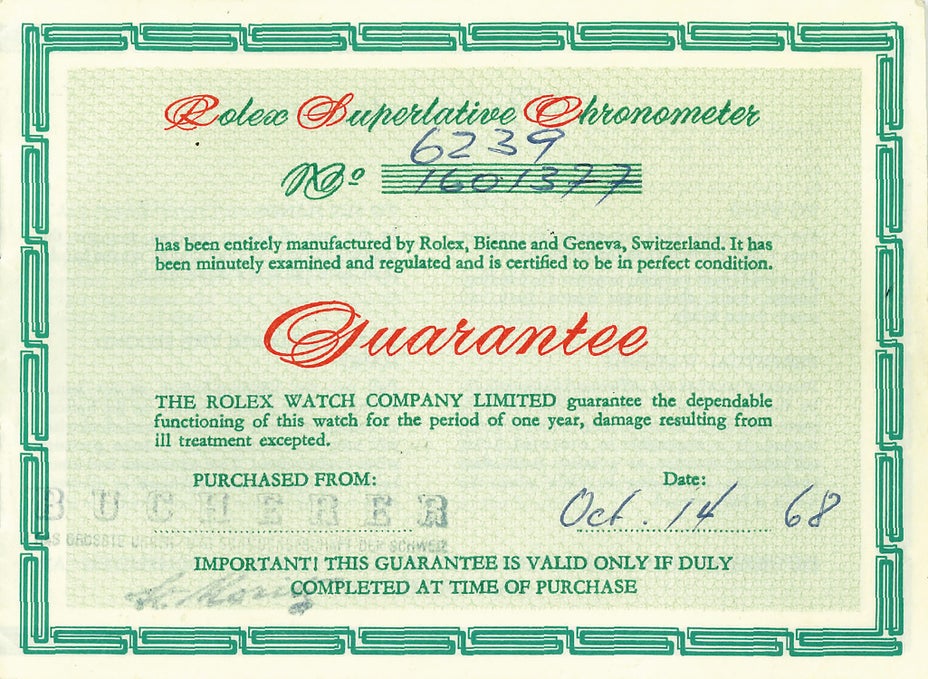 Rolex Superlative Chronometer
6239
No 1601377
has been entirely manufactured by Rolex, Bienne and Geneva, Switzerland. It has
been minutely examined and regulated and is certified to be in perfect condition.
Guarantee
THE ROLEX WATCH COMPANY LIMITED guarantee the dependable
functioning of this watch for the period of one year, damage resulting from
ill treatment excepted.
PURCHASED FROM: Date:
BUCHERER Oct. 14 68
DER SCHWEIZ
IMPORTANT! THIS GUARANTEE IS VALID ONLY IF DULY
COMPLETED AT TIME OF PURCHASE
St. Moritz